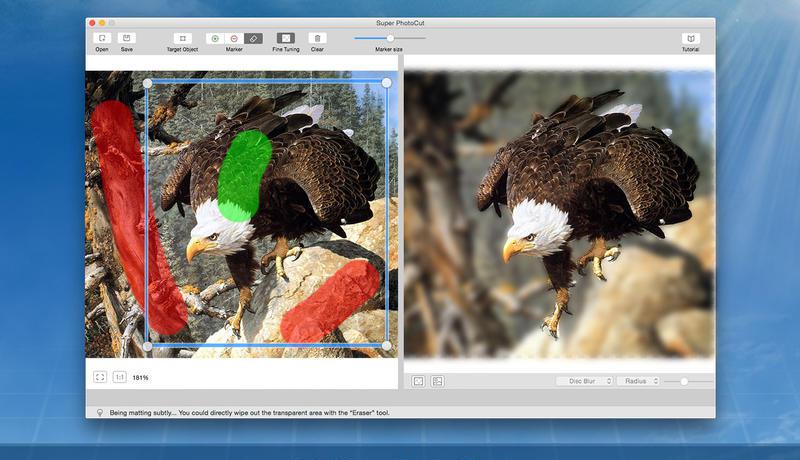 Super PhotoCut
Open Save Target Object Marker Fine Tuning Clear Marker size Tutorial
1:1 181%
Disc Blur Radius
Being matting subtly... You could directly wipe out the transparent area with the "Eraser" tool.